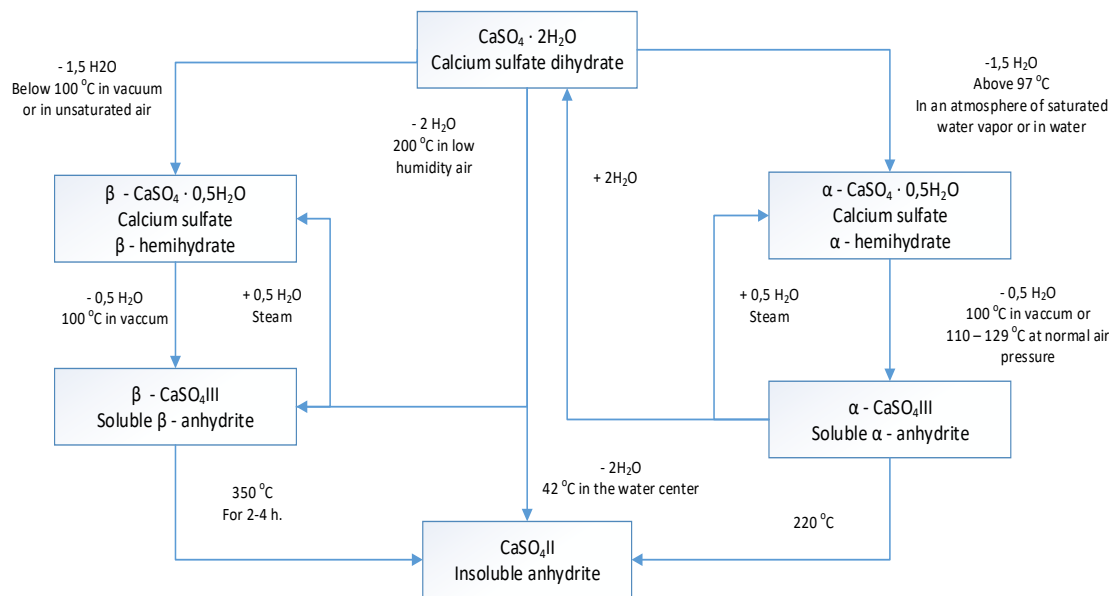 CaSO₄ · 2H₂O
Calcium sulfate dihydrate
- 1,5 H2O
Below 100 °C in vacuum
or in unsaturated air
- 2 H₂O
200 °C in low
humidity air
+ 2H₂O
-1,5 H₂O
Above 97 °C
In an atmosphere of saturated
water vapor or in water
β - CaSO₄ · 0,5H₂O
Calcium sulfate
β - hemihydrate
α - CaSO₄ · 0,5H₂O
Calcium sulfate
α - hemihydrate
- 0,5 H₂O
100 °C in vaccum
+ 0,5 H₂O
Steam
+ 0,5 H₂O
Steam
- 0,5 H₂O
100 °C in vaccum or
110 – 129 °C at normal air
pressure
β - CaSO₄III
Soluble β - anhydrite
α - CaSO₄III
Soluble α - anhydrite
350 °C
For 2-4 h.
- 2H₂O
42 °C in the water center
220 °C
CaSO₄II
Insoluble anhydrite